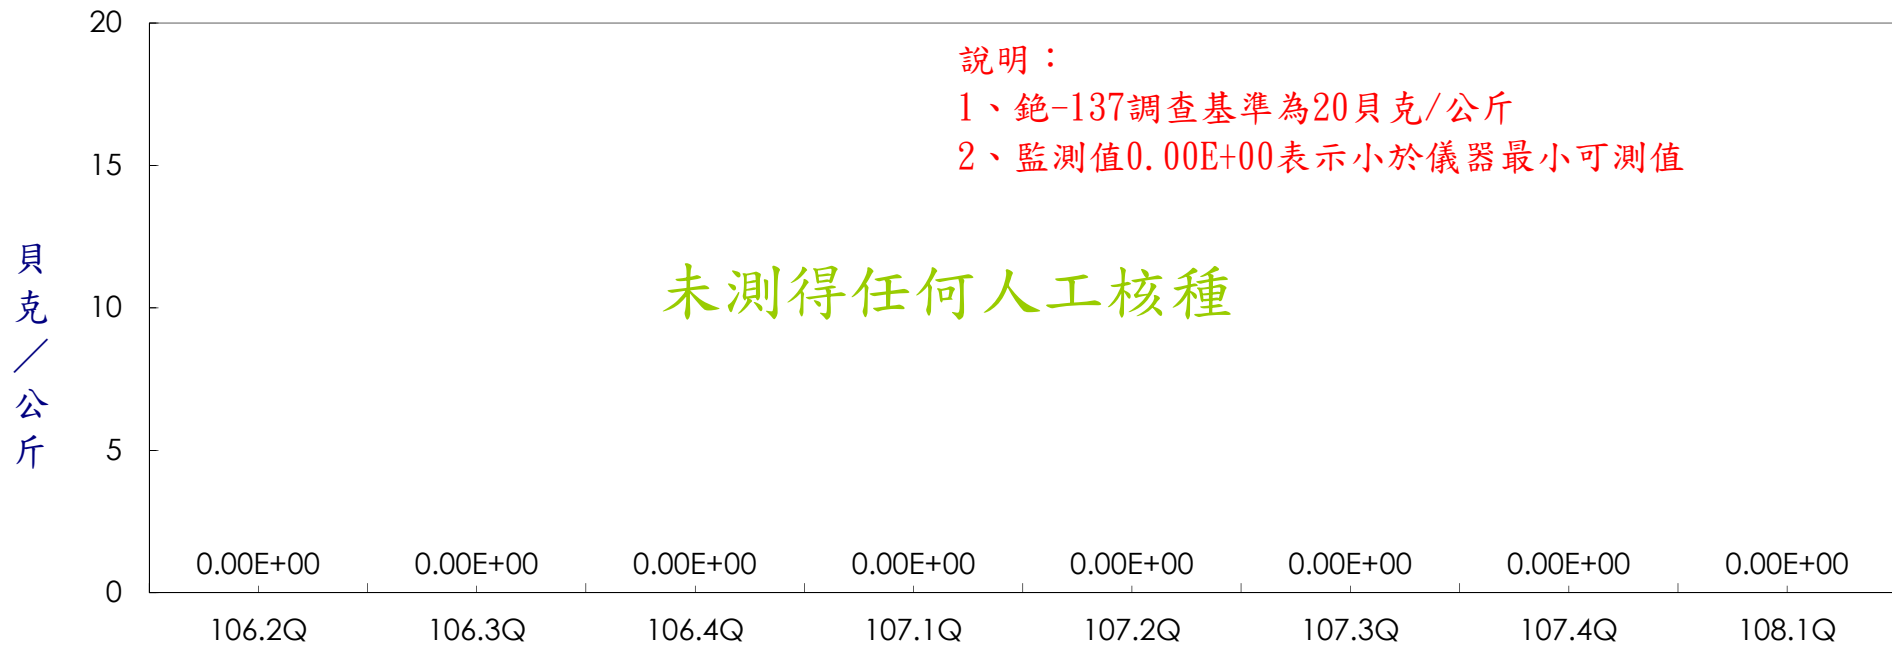 20
說明：
1、銫-137調查基準為20貝克/公斤
2、監測值0.00E+00表示小於儀器最小可測值
15
貝克／公斤
未測得任何人工核種
10
5
0.00E+00 0.00E+00 0.00E+00 0.00E+00 0.00E+00 0.00E+00 0.00E+00 0.00E+00
0
106.2Q 106.3Q 106.4Q 107.1Q 107.2Q 107.3Q 107.4Q 108.1Q